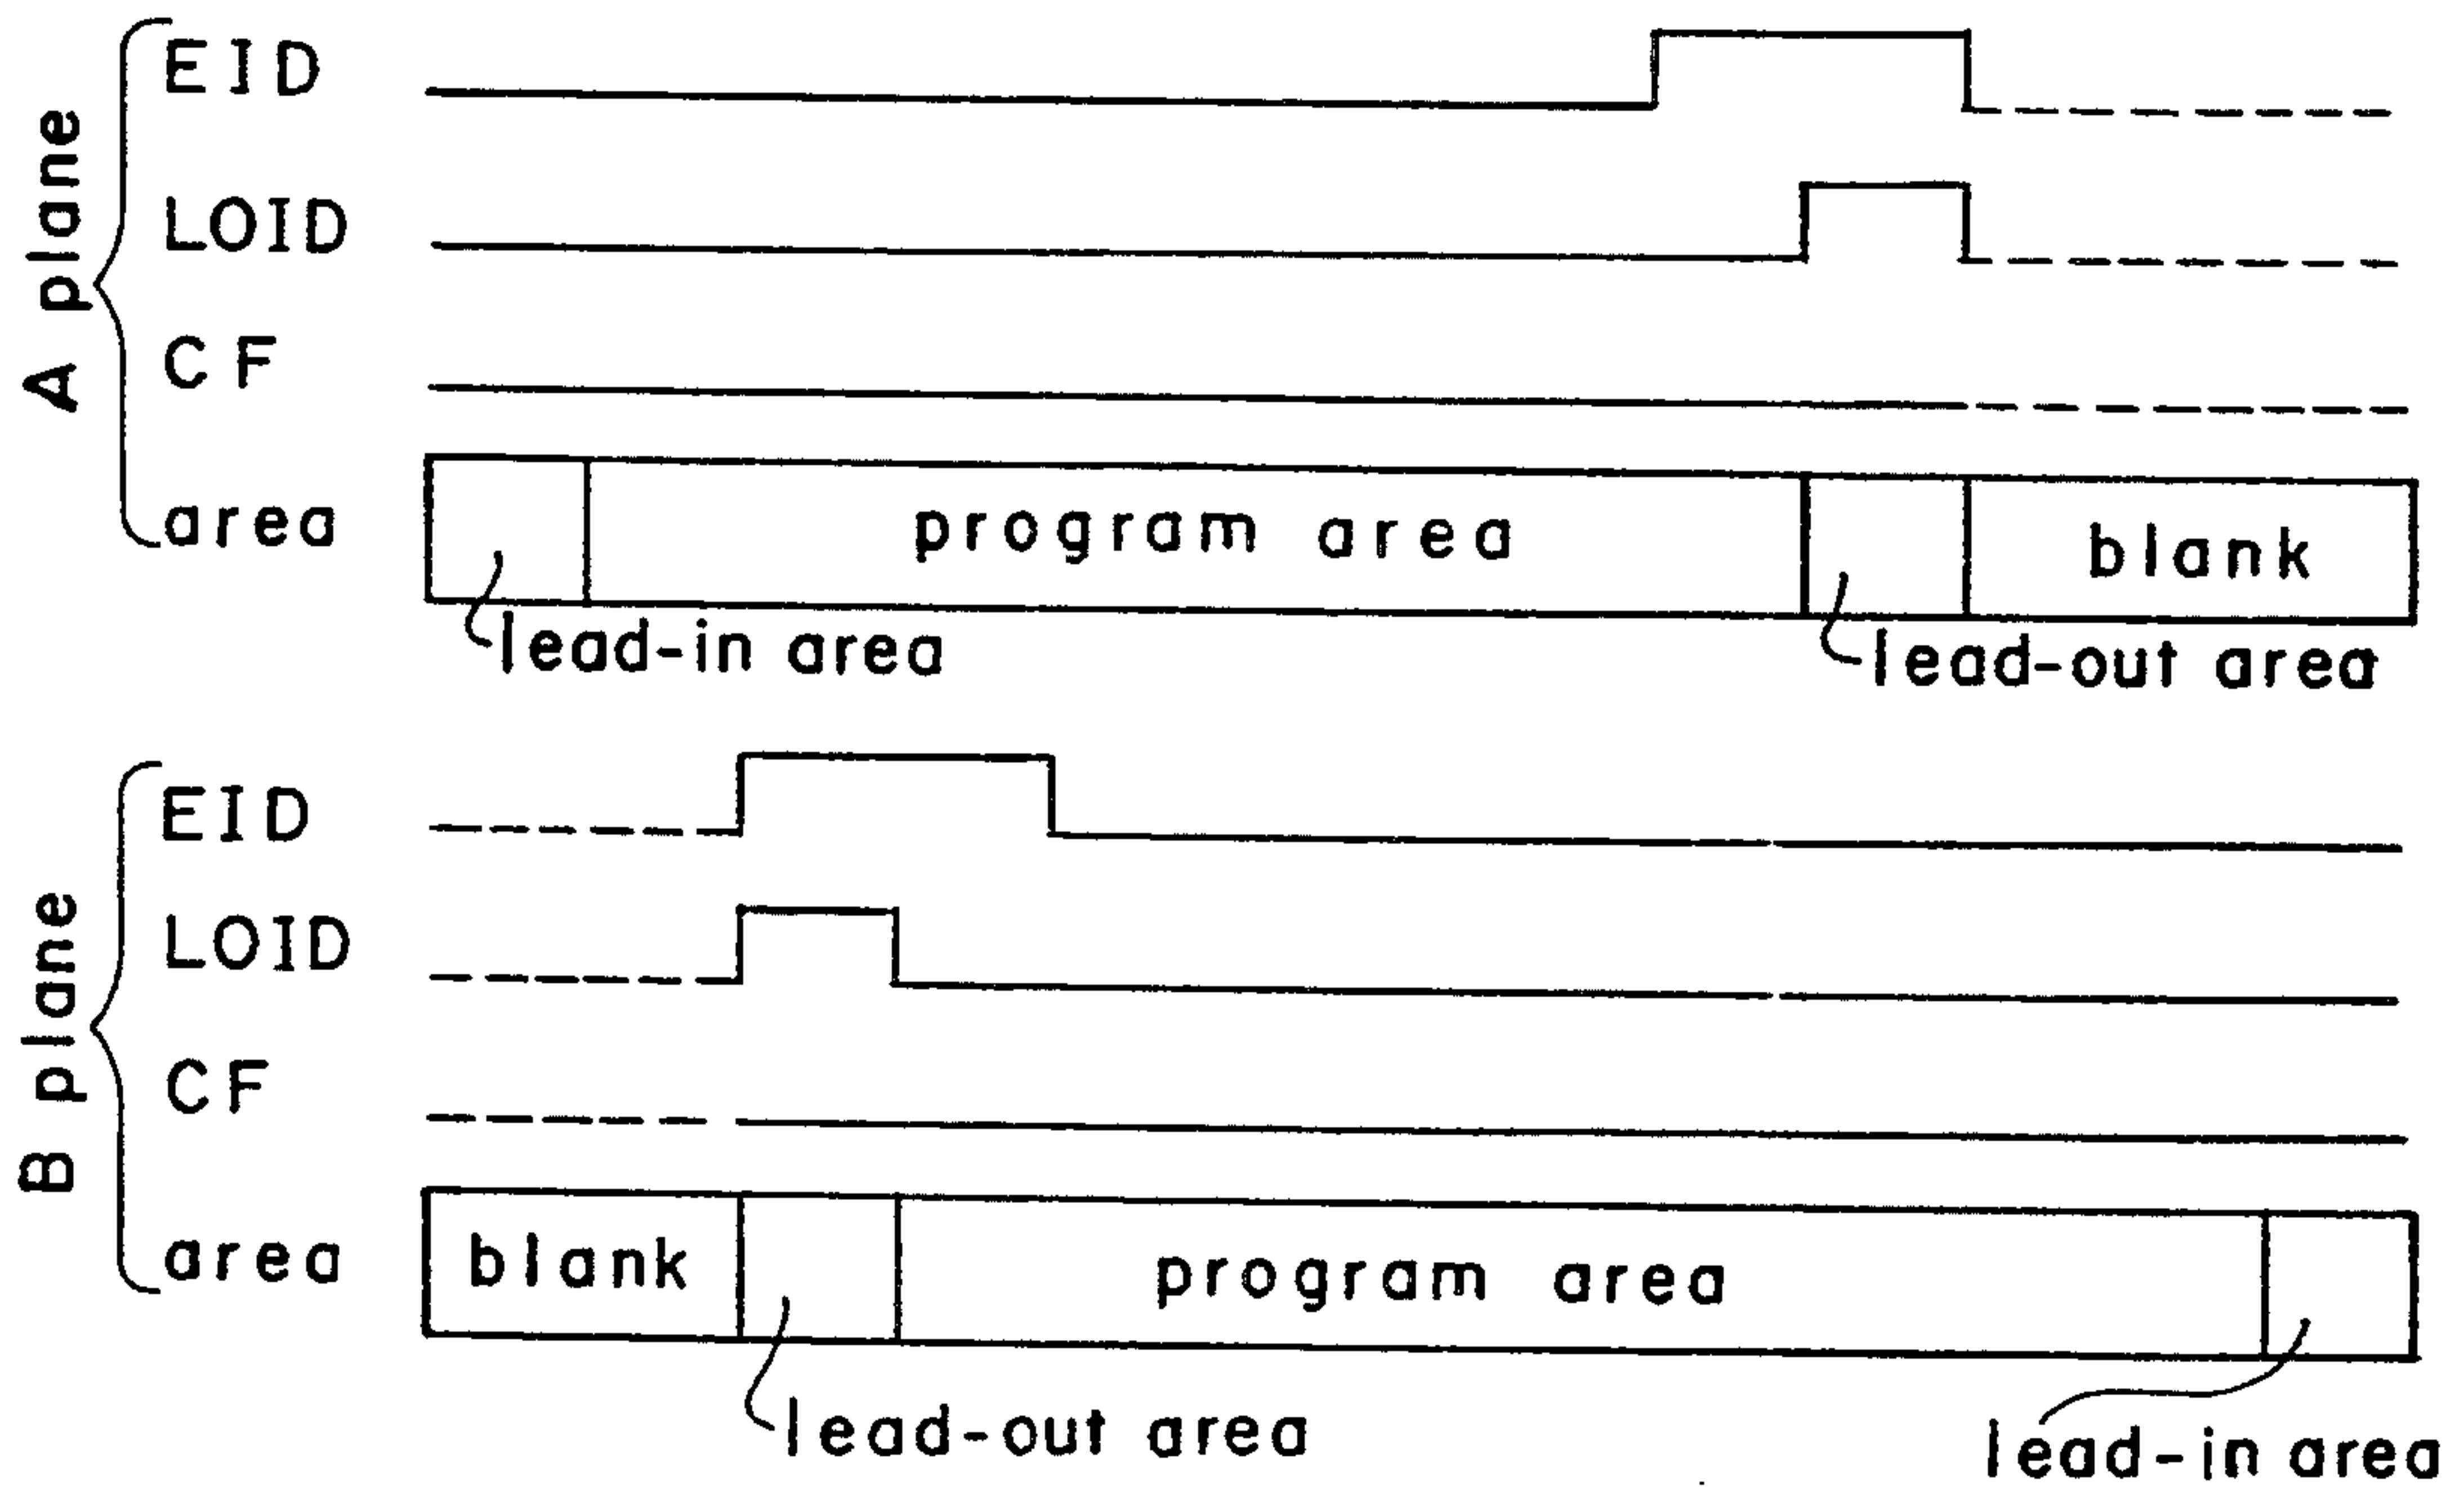 A plane
EID
LOID
CF
area
program area
blank
lead-in area
lead-out area
B plane
EID
LOID
CF
area
blank
program area
lead-out area
lead-in area